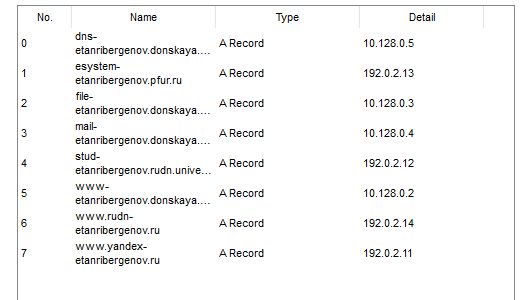 No. Name Type Detail
dns-
0 etanribergenov.donskaya.... A Record 10.128.0.5
esystem-
1 etanribergenov.pfur.ru A Record 192.0.2.13
file-
2 etanribergenov.donskaya.... A Record 10.128.0.3
mail-
3 etanribergenov.donskaya.... A Record 10.128.0.4
stud-
4 etanribergenov.rudn.unive... A Record 192.0.2.12
www-
5 etanribergenov.donskaya.... A Record 10.128.0.2
www.rudn-
6 etanribergenov.ru A Record 192.0.2.14
www.yandex-
7 etanribergenov.ru A Record 192.0.2.11